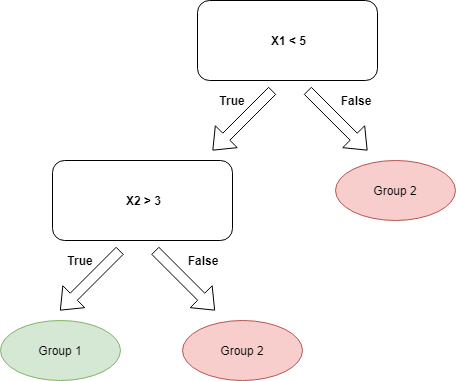 X1 < 5
True
False
Group 2
X2 > 3
True
False
Group 1
Group 2